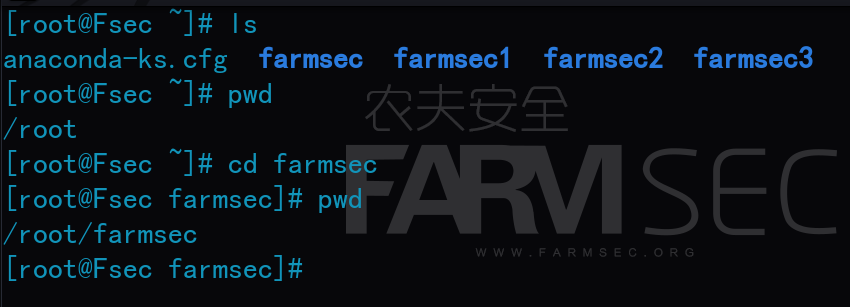 [root@Fsec ~]# ls
anaconda-ks.cfg  farmsec  farmsec1  farmsec2  farmsec3
[root@Fsec ~]# pwd
/root
[root@Fsec ~]# cd farmsec
[root@Fsec farmsec]# pwd
/root/farmsec
[root@Fsec farmsec]#
农夫安全
FARMSEC
WWW.FARMSEC.ORG